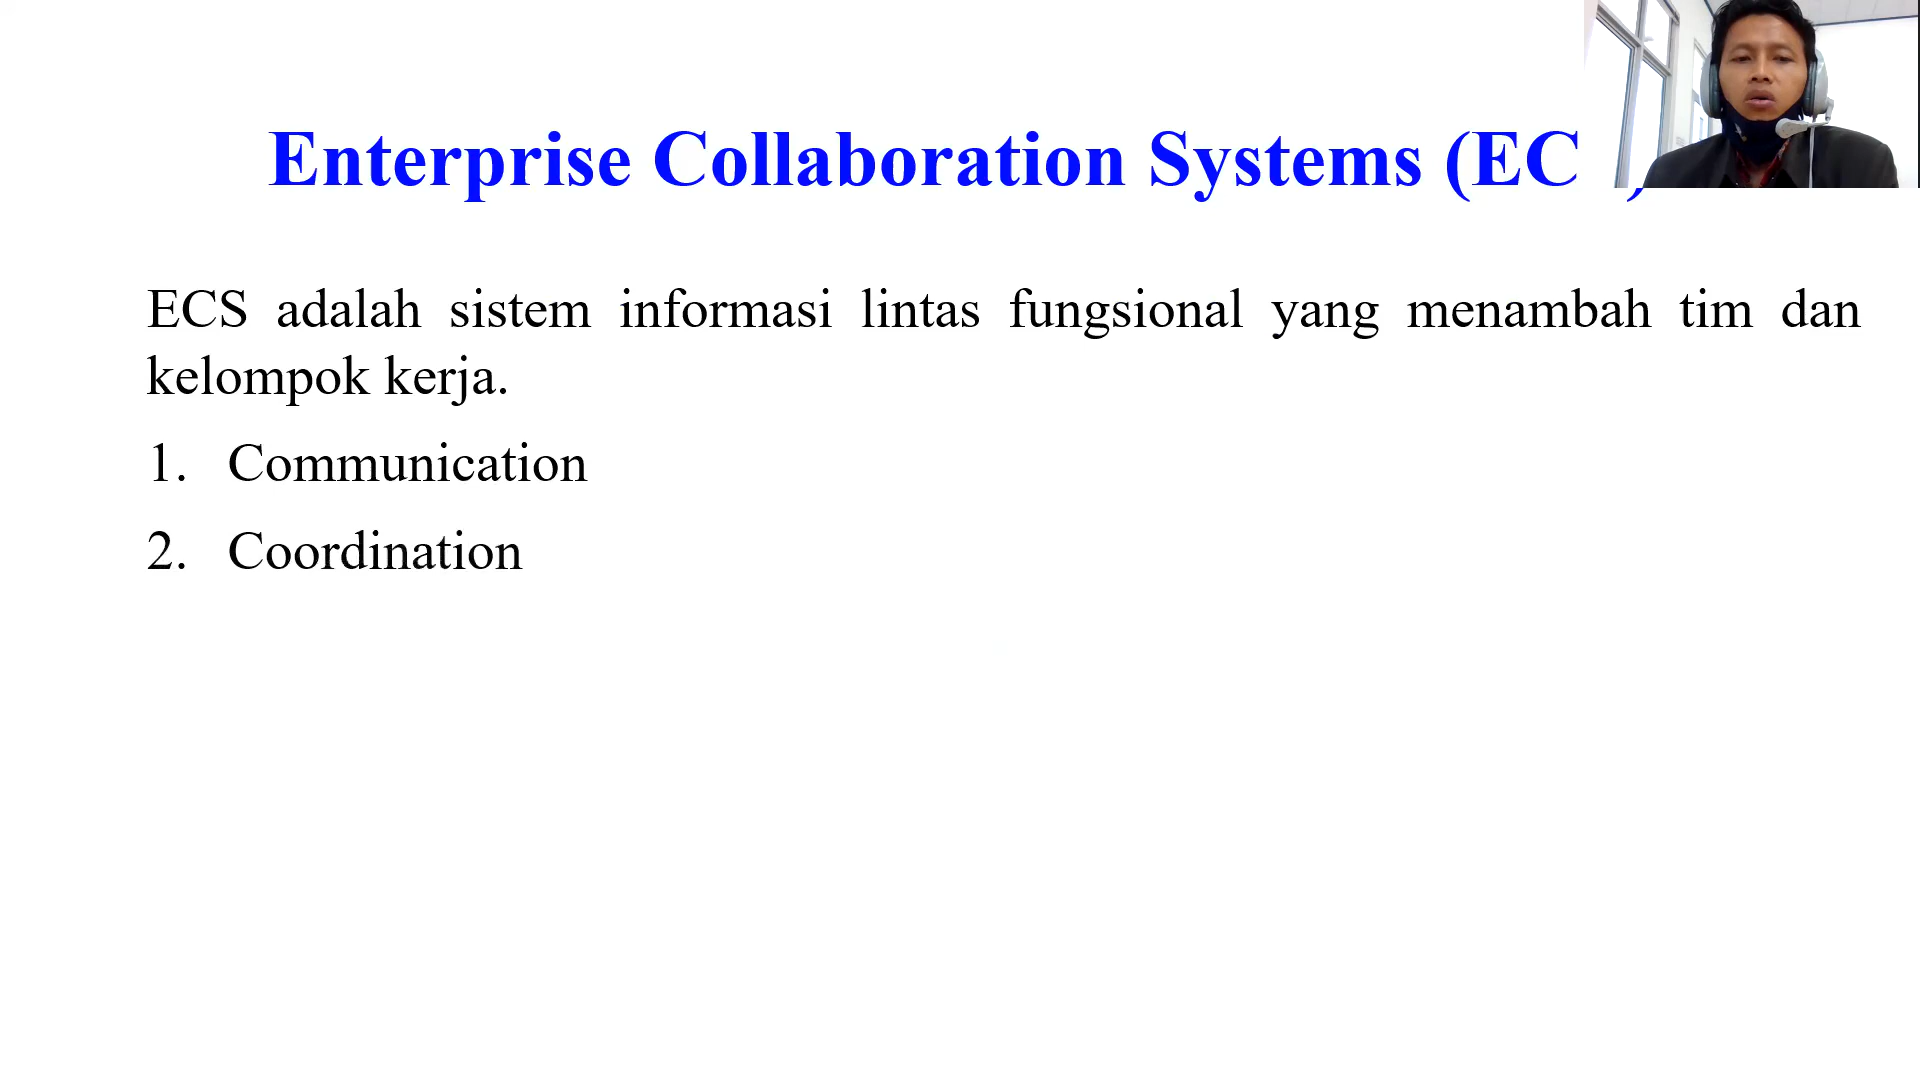 Enterprise Collaboration Systems (EC )
ECS adalah sistem informasi lintas fungsional yang menambah tim dan
kelompok kerja.
1. Communication
2. Coordination